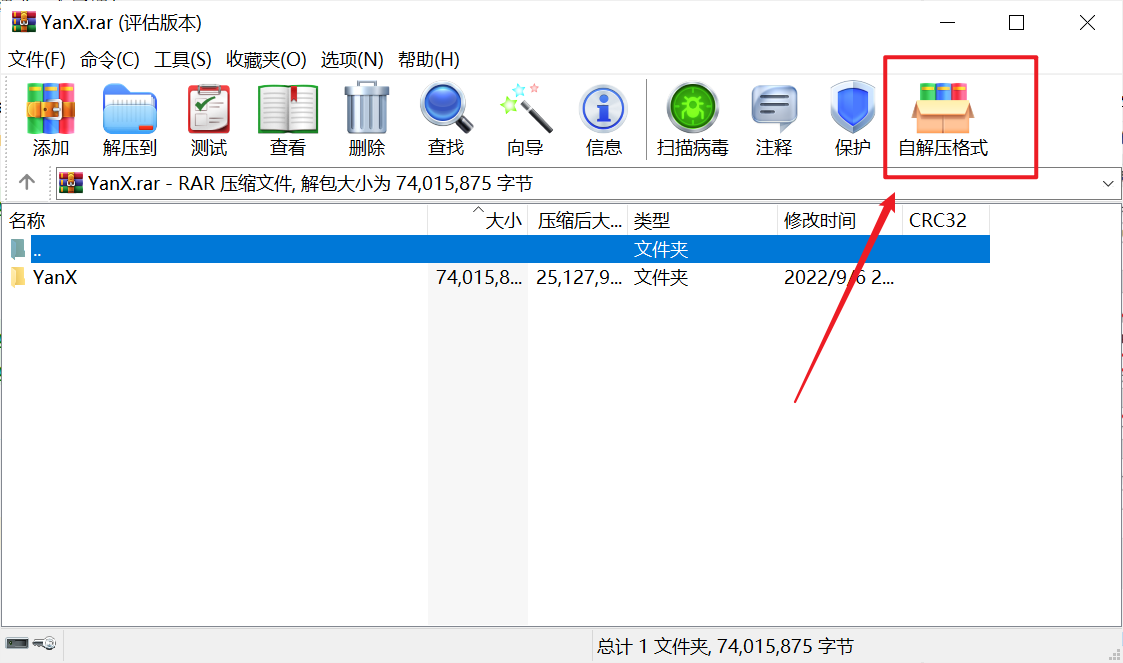 YanX.rar (评估版本)
文件(F) 命令(C) 工具(S) 收藏夹(O) 选项(N) 帮助(H)
添加 解压到 测试 查看 删除 查找 向导 信息 扫描病毒 注释 保护 自解压格式
YanX.rar - RAR 压缩文件, 解包大小为 74,015,875 字节
名称 大小 压缩后大... 类型 修改时间 CRC32
.. 文件夹
YanX 74,015,8... 25,127,9... 文件夹 2022/9/6 2...
总计 1 文件夹, 74,015,875 字节